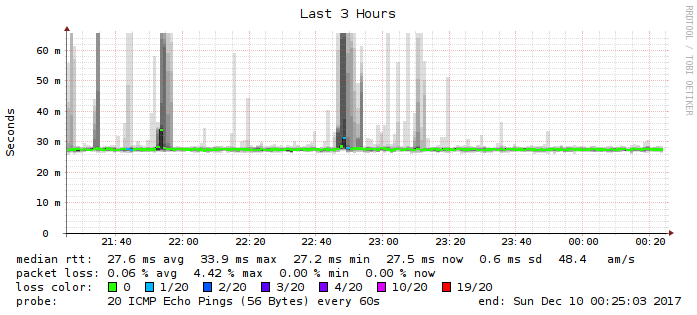 Last 3 Hours
RRDTOOL / TOBI OETIKER
Seconds
60 m
50 m
40 m
30 m
20 m
10 m
0
21:40 22:00 22:20 22:40 23:00 23:20 23:40 00:00 00:20
median rtt: 27.6 ms avg 33.9 ms max 27.2 ms min 27.5 ms now 0.6 ms sd 48.4 am/s
packet loss: 0.06 % avg 4.42 % max 0.00 % min 0.00 % now
loss color: 0 1/20 2/20 3/20 4/20 10/20 19/20
probe: 20 ICMP Echo Pings (56 Bytes) every 60s end: Sun Dec 10 00:25:03 2017